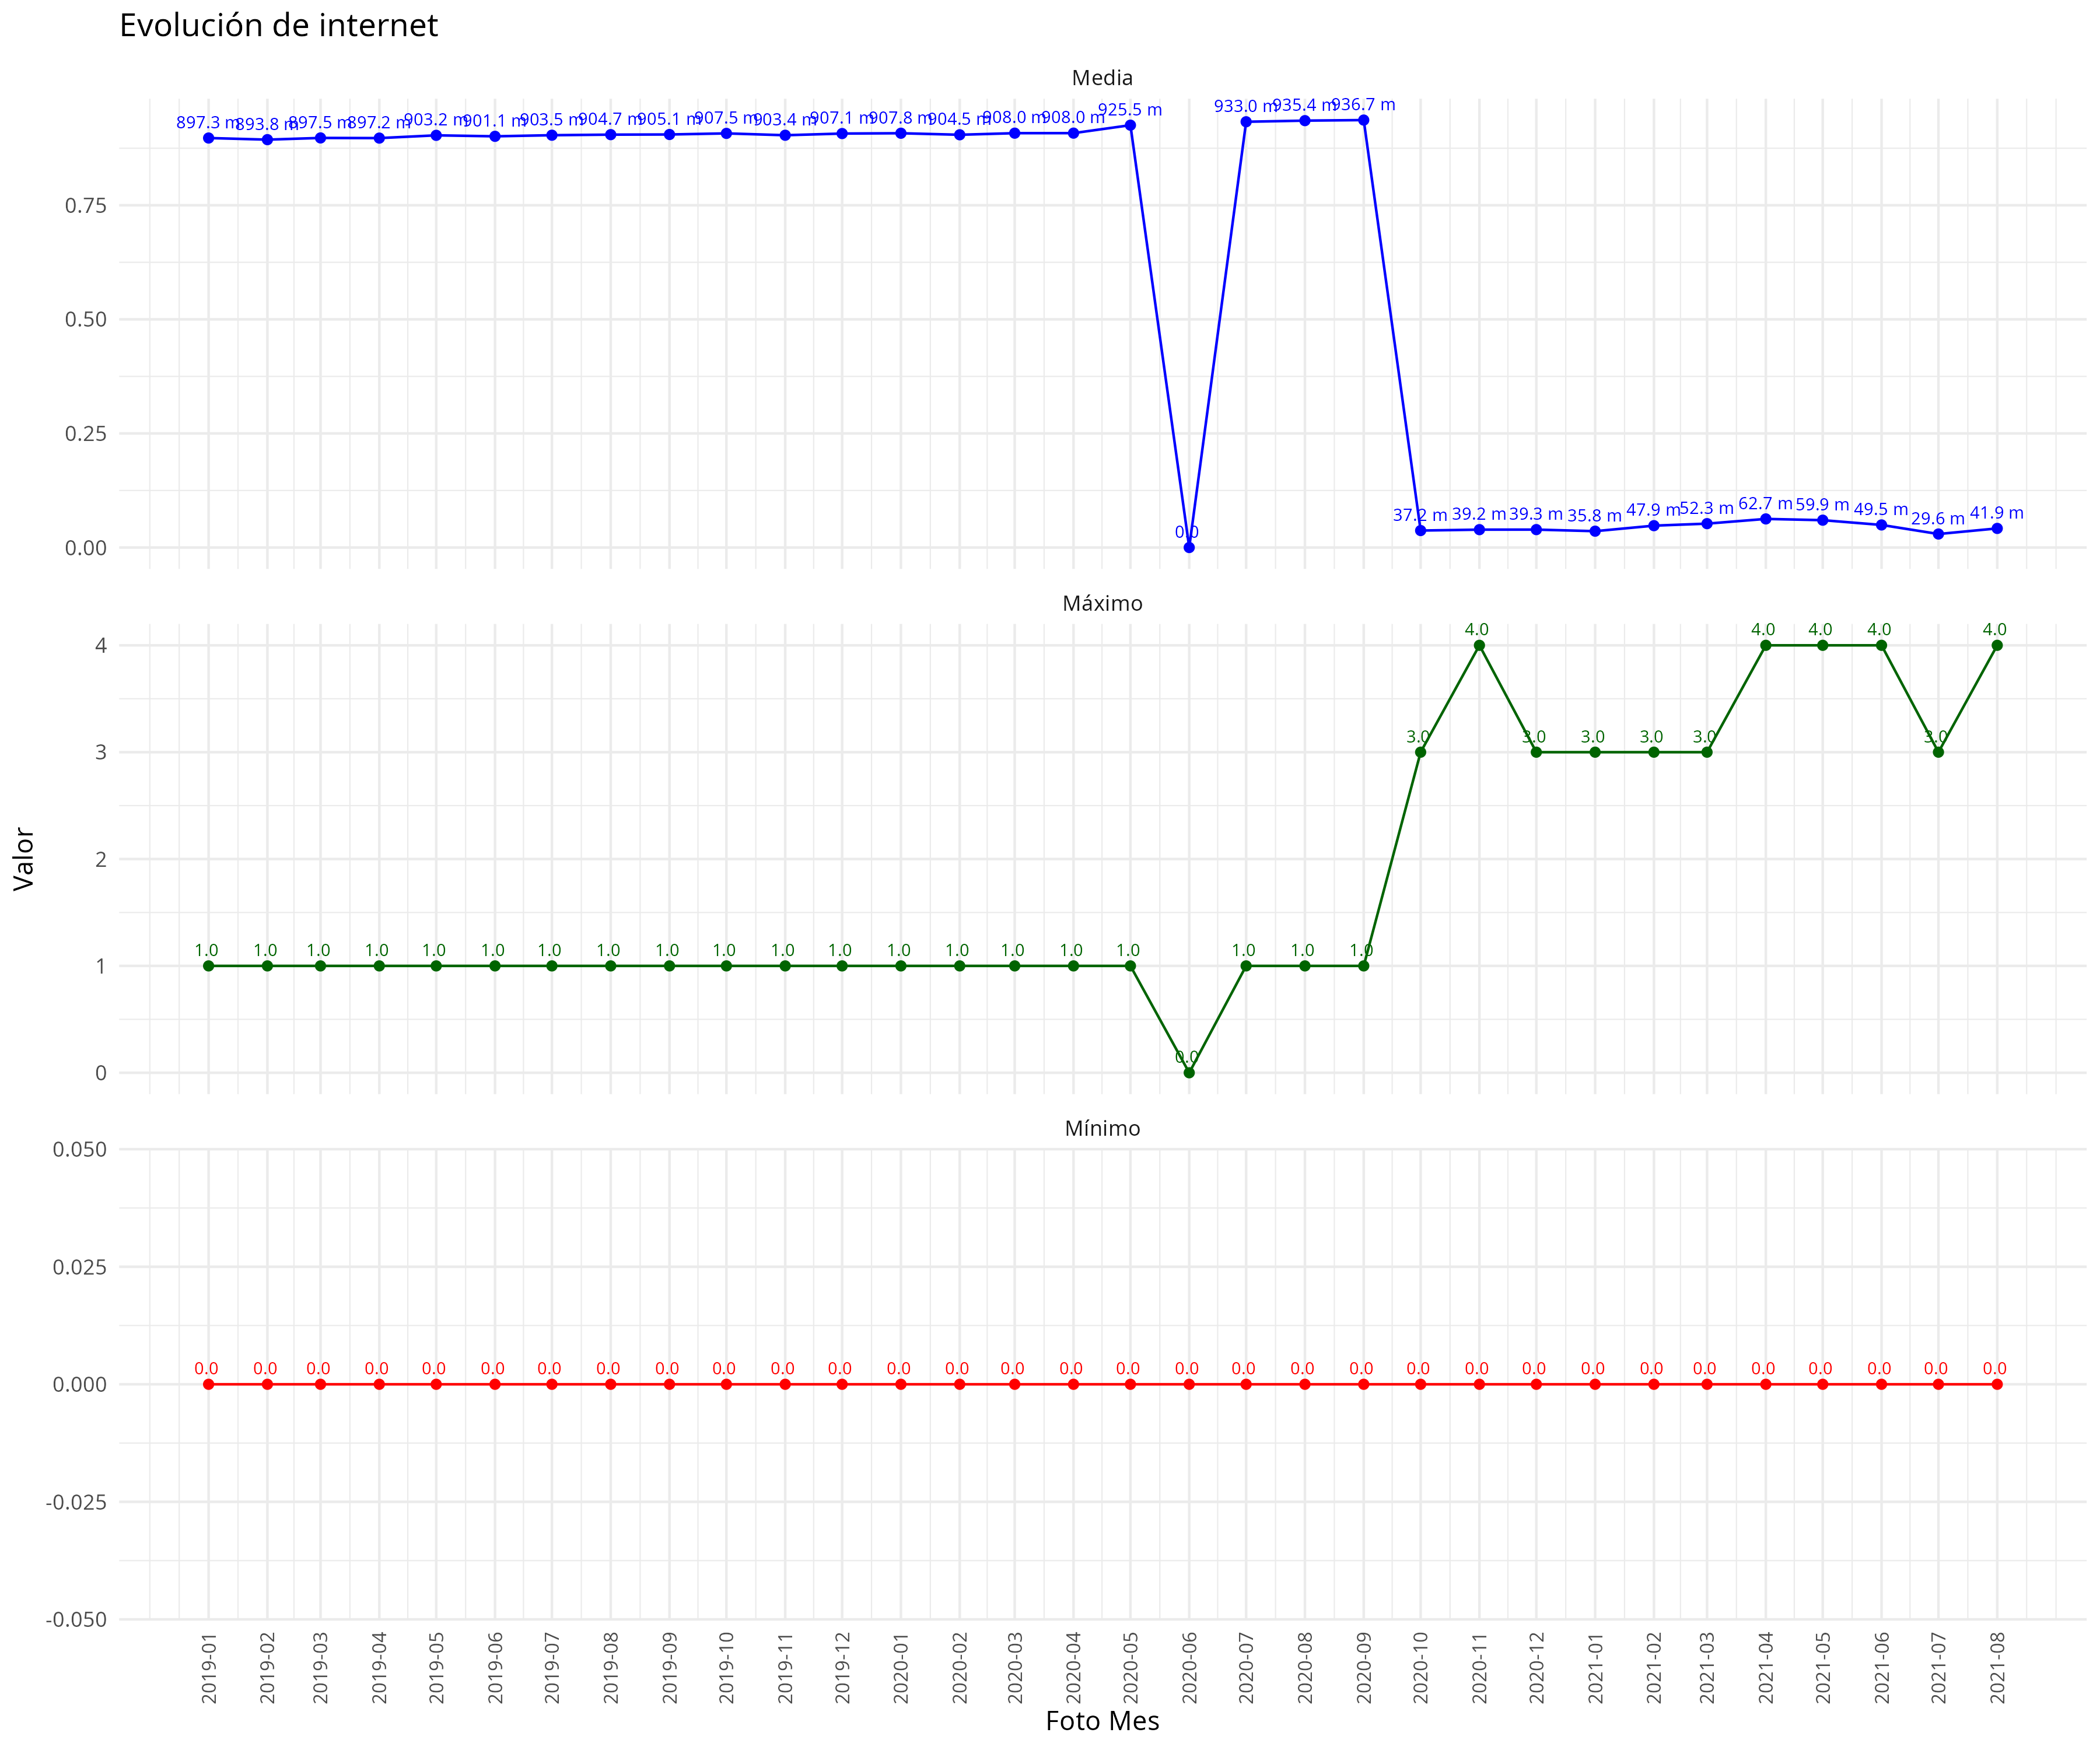 Evolución de internet
Media
897.3 m 893.8 m 897.5 m 897.2 m 903.2 m 901.1 m 903.5 m 904.7 m 905.1 m 907.5 m 903.4 m 907.1 m 907.8 m 904.5 m 908.0 m 908.0 m 925.5 m 0.0 933.0 m 935.4 m 936.7 m 37.2 m 39.2 m 39.3 m 35.8 m 47.9 m 52.3 m 62.7 m 59.9 m 49.5 m 29.6 m 41.9 m
0.75
0.50
0.25
0.00
Máximo
1.0 1.0 1.0 1.0 1.0 1.0 1.0 1.0 1.0 1.0 1.0 1.0 1.0 1.0 1.0 1.0 1.0 0.0 1.0 1.0 1.0 3.0 4.0 3.0 3.0 3.0 3.0 4.0 4.0 4.0 3.0 4.0
4
3
2
1
0
Valor
Mínimo
0.050
0.025
0.0 0.0 0.0 0.0 0.0 0.0 0.0 0.0 0.0 0.0 0.0 0.0 0.0 0.0 0.0 0.0 0.0 0.0 0.0 0.0 0.0 0.0 0.0 0.0 0.0 0.0 0.0 0.0 0.0 0.0 0.0 0.0
0.000
-0.025
-0.050
2019-01 2019-02 2019-03 2019-04 2019-05 2019-06 2019-07 2019-08 2019-09 2019-10 2019-11 2019-12 2020-01 2020-02 2020-03 2020-04 2020-05 2020-06 2020-07 2020-08 2020-09 2020-10 2020-11 2020-12 2021-01 2021-02 2021-03 2021-04 2021-05 2021-06 2021-07 2021-08
Foto Mes